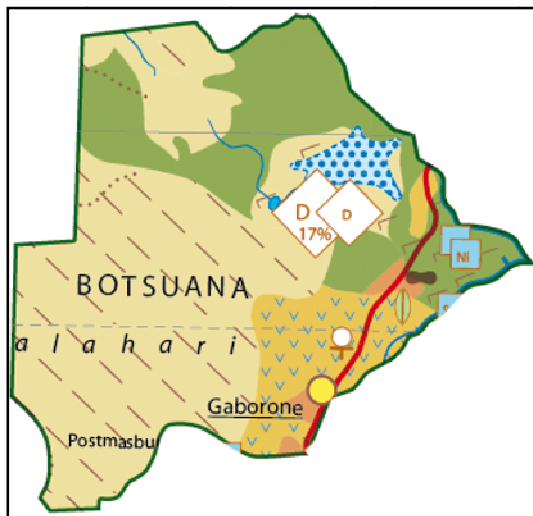 D
D
17%
Ni
BOTSUANA
alahari
Gaborone
Postmasbu